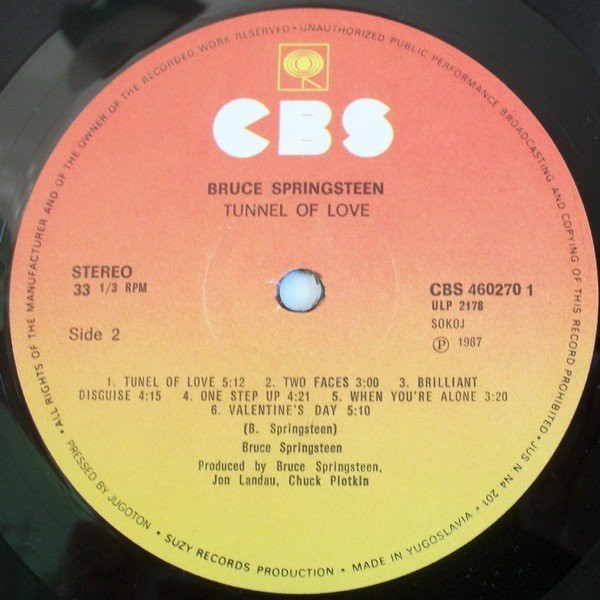 ALL RIGHTS OF THE MANUFACTURER AND OF THE OWNER OF THE RECORDED WORK RESERVED • UNAUTHORIZED PUBLIC PERFORMANCE BROADCASTING AND COPYING OF THIS RECORD PROHIBITED • JUS N N4 201
CBS
BRUCE SPRINGSTEEN
TUNNEL OF LOVE
STEREO
33 1/3 RPM
Side 2
CBS 460270 1
ULP 2178
SOKOJ
Ⓟ 1987
1. TUNEL OF LOVE 5:12 2. TWO FACES 3:00 3. BRILLIANT
DISGUISE 4:15 4. ONE STEP UP 4:21 5. WHEN YOU'RE ALONE 3:20
6. VALENTINE'S DAY 5:10
(B. Springsteen)
Bruce Springsteen
Produced by Bruce Springsteen,
Jon Landau, Chuck Plotkin
PRESSED BY JUGOTON • SUZY RECORDS PRODUCTION • MADE IN YUGOSLAVIA •